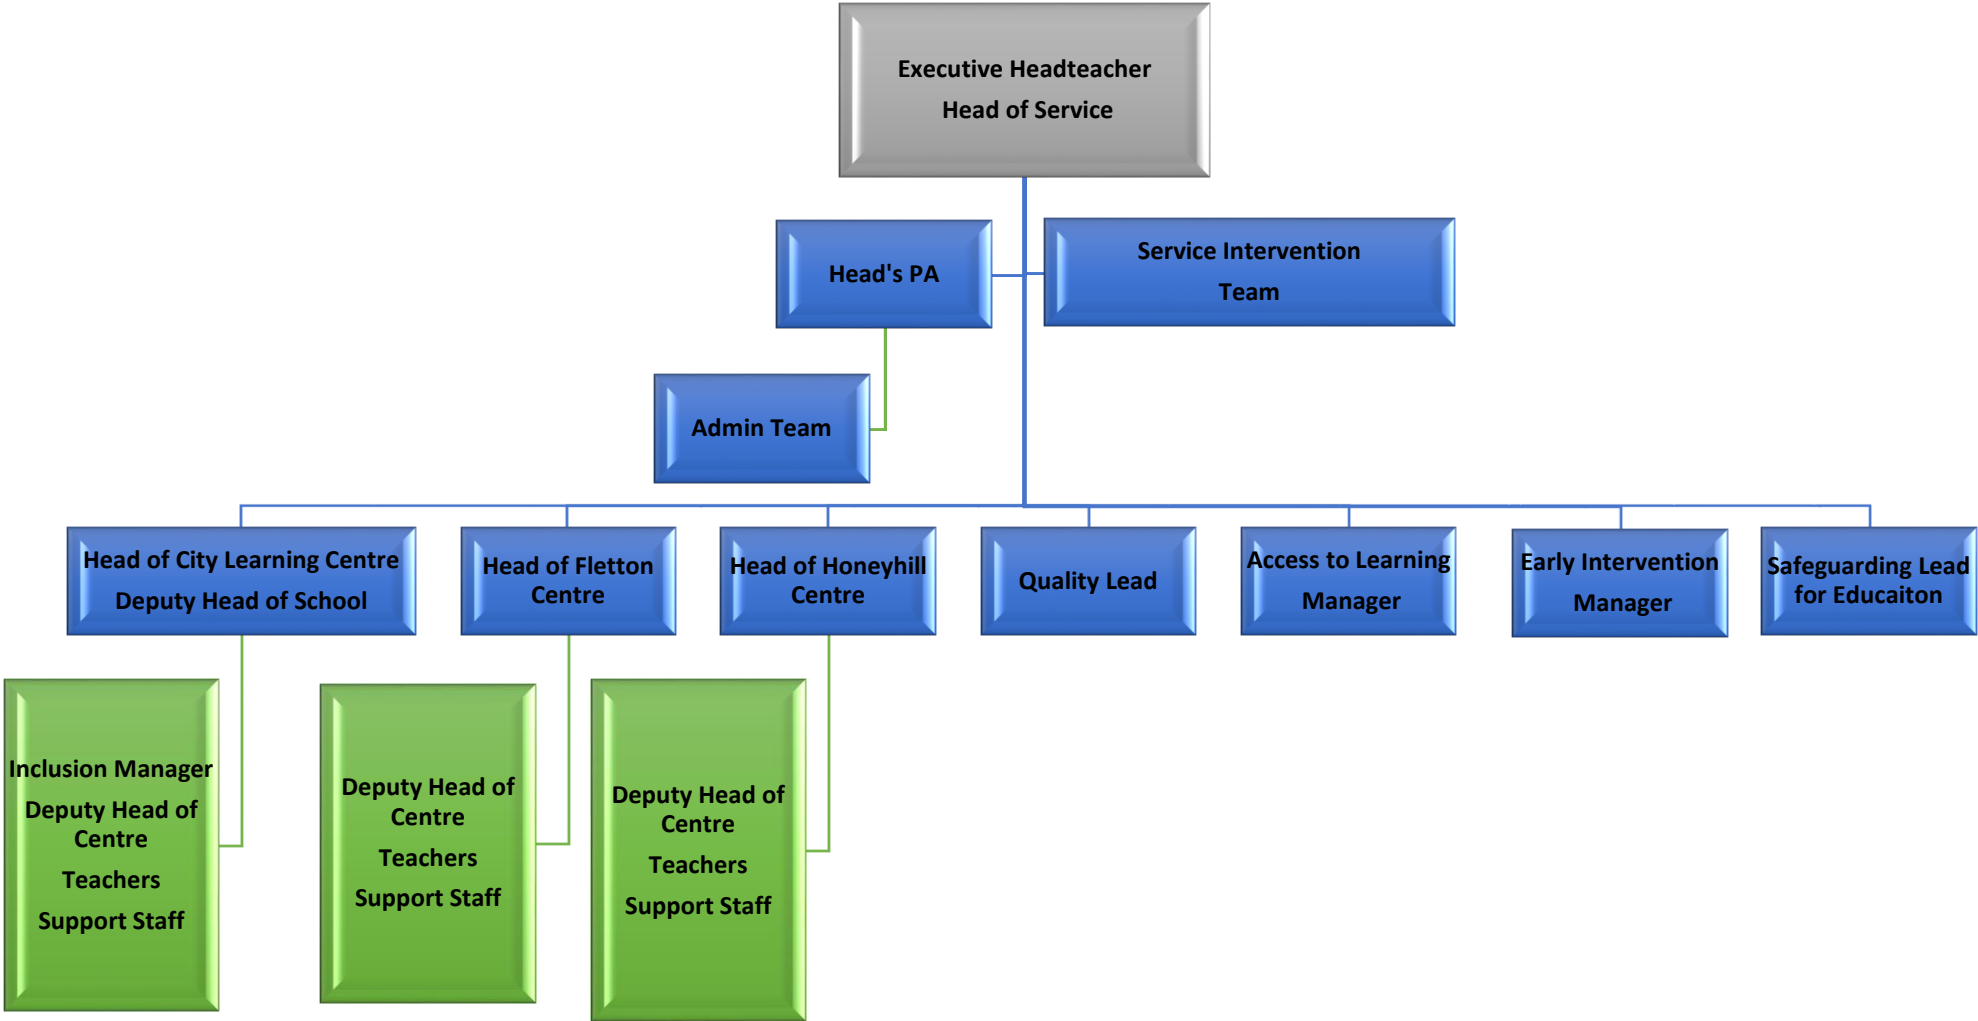 Executive Headteacher
Head of Service
Head's PA
Service Intervention
Team
Admin Team
Head of City Learning Centre
Deputy Head of School
Head of Fletton
Centre
Head of Honeyhill
Centre
Quality Lead
Access to Learning
Manager
Early Intervention
Manager
Safeguarding Lead
for Educaiton
Inclusion Manager
Deputy Head of
Centre
Teachers
Support Staff
Deputy Head of
Centre
Teachers
Support Staff
Deputy Head of
Centre
Teachers
Support Staff